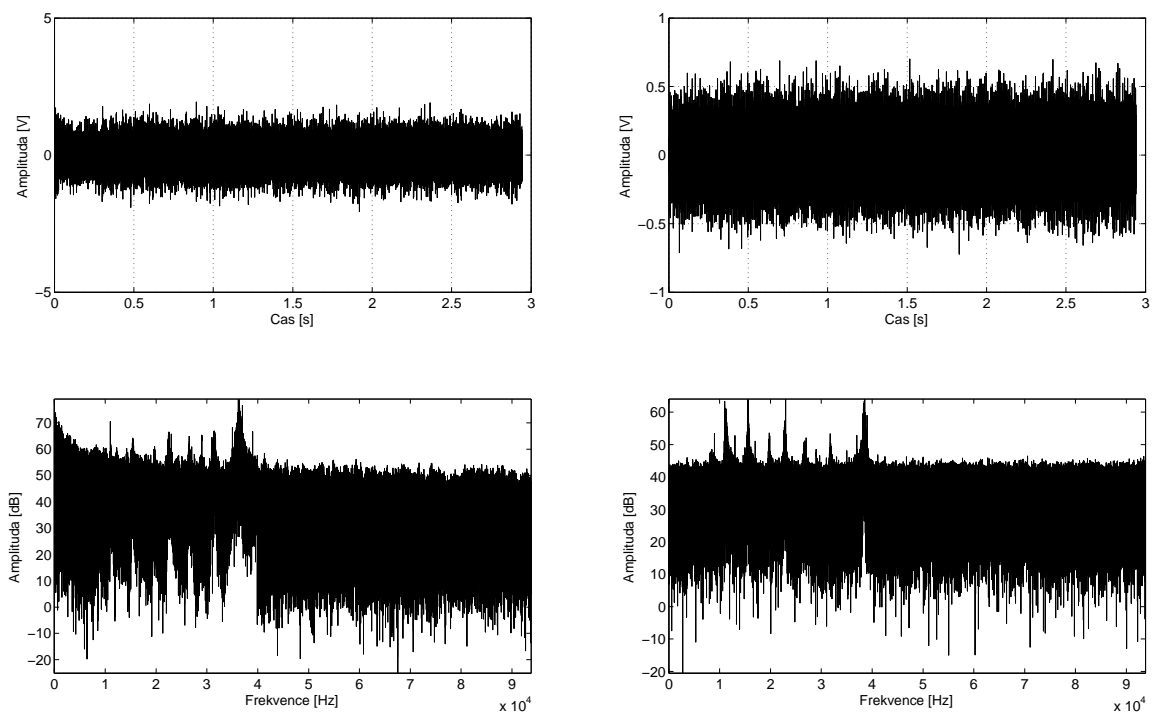 5
0
−5
Amplituda [V]
0 0.5 1 1.5 2 2.5 3
Cas [s]
1
0.5
0
−0.5
−1
Amplituda [V]
0 0.5 1 1.5 2 2.5 3
Cas [s]
70
60
50
40
30
20
10
0
−10
−20
Amplituda [dB]
0 1 2 3 4 5 6 7 8 9
Frekvence [Hz]
x 10^4
60
50
40
30
20
10
0
−10
−20
Amplituda [dB]
0 1 2 3 4 5 6 7 8 9
Frekvence [Hz]
x 10^4